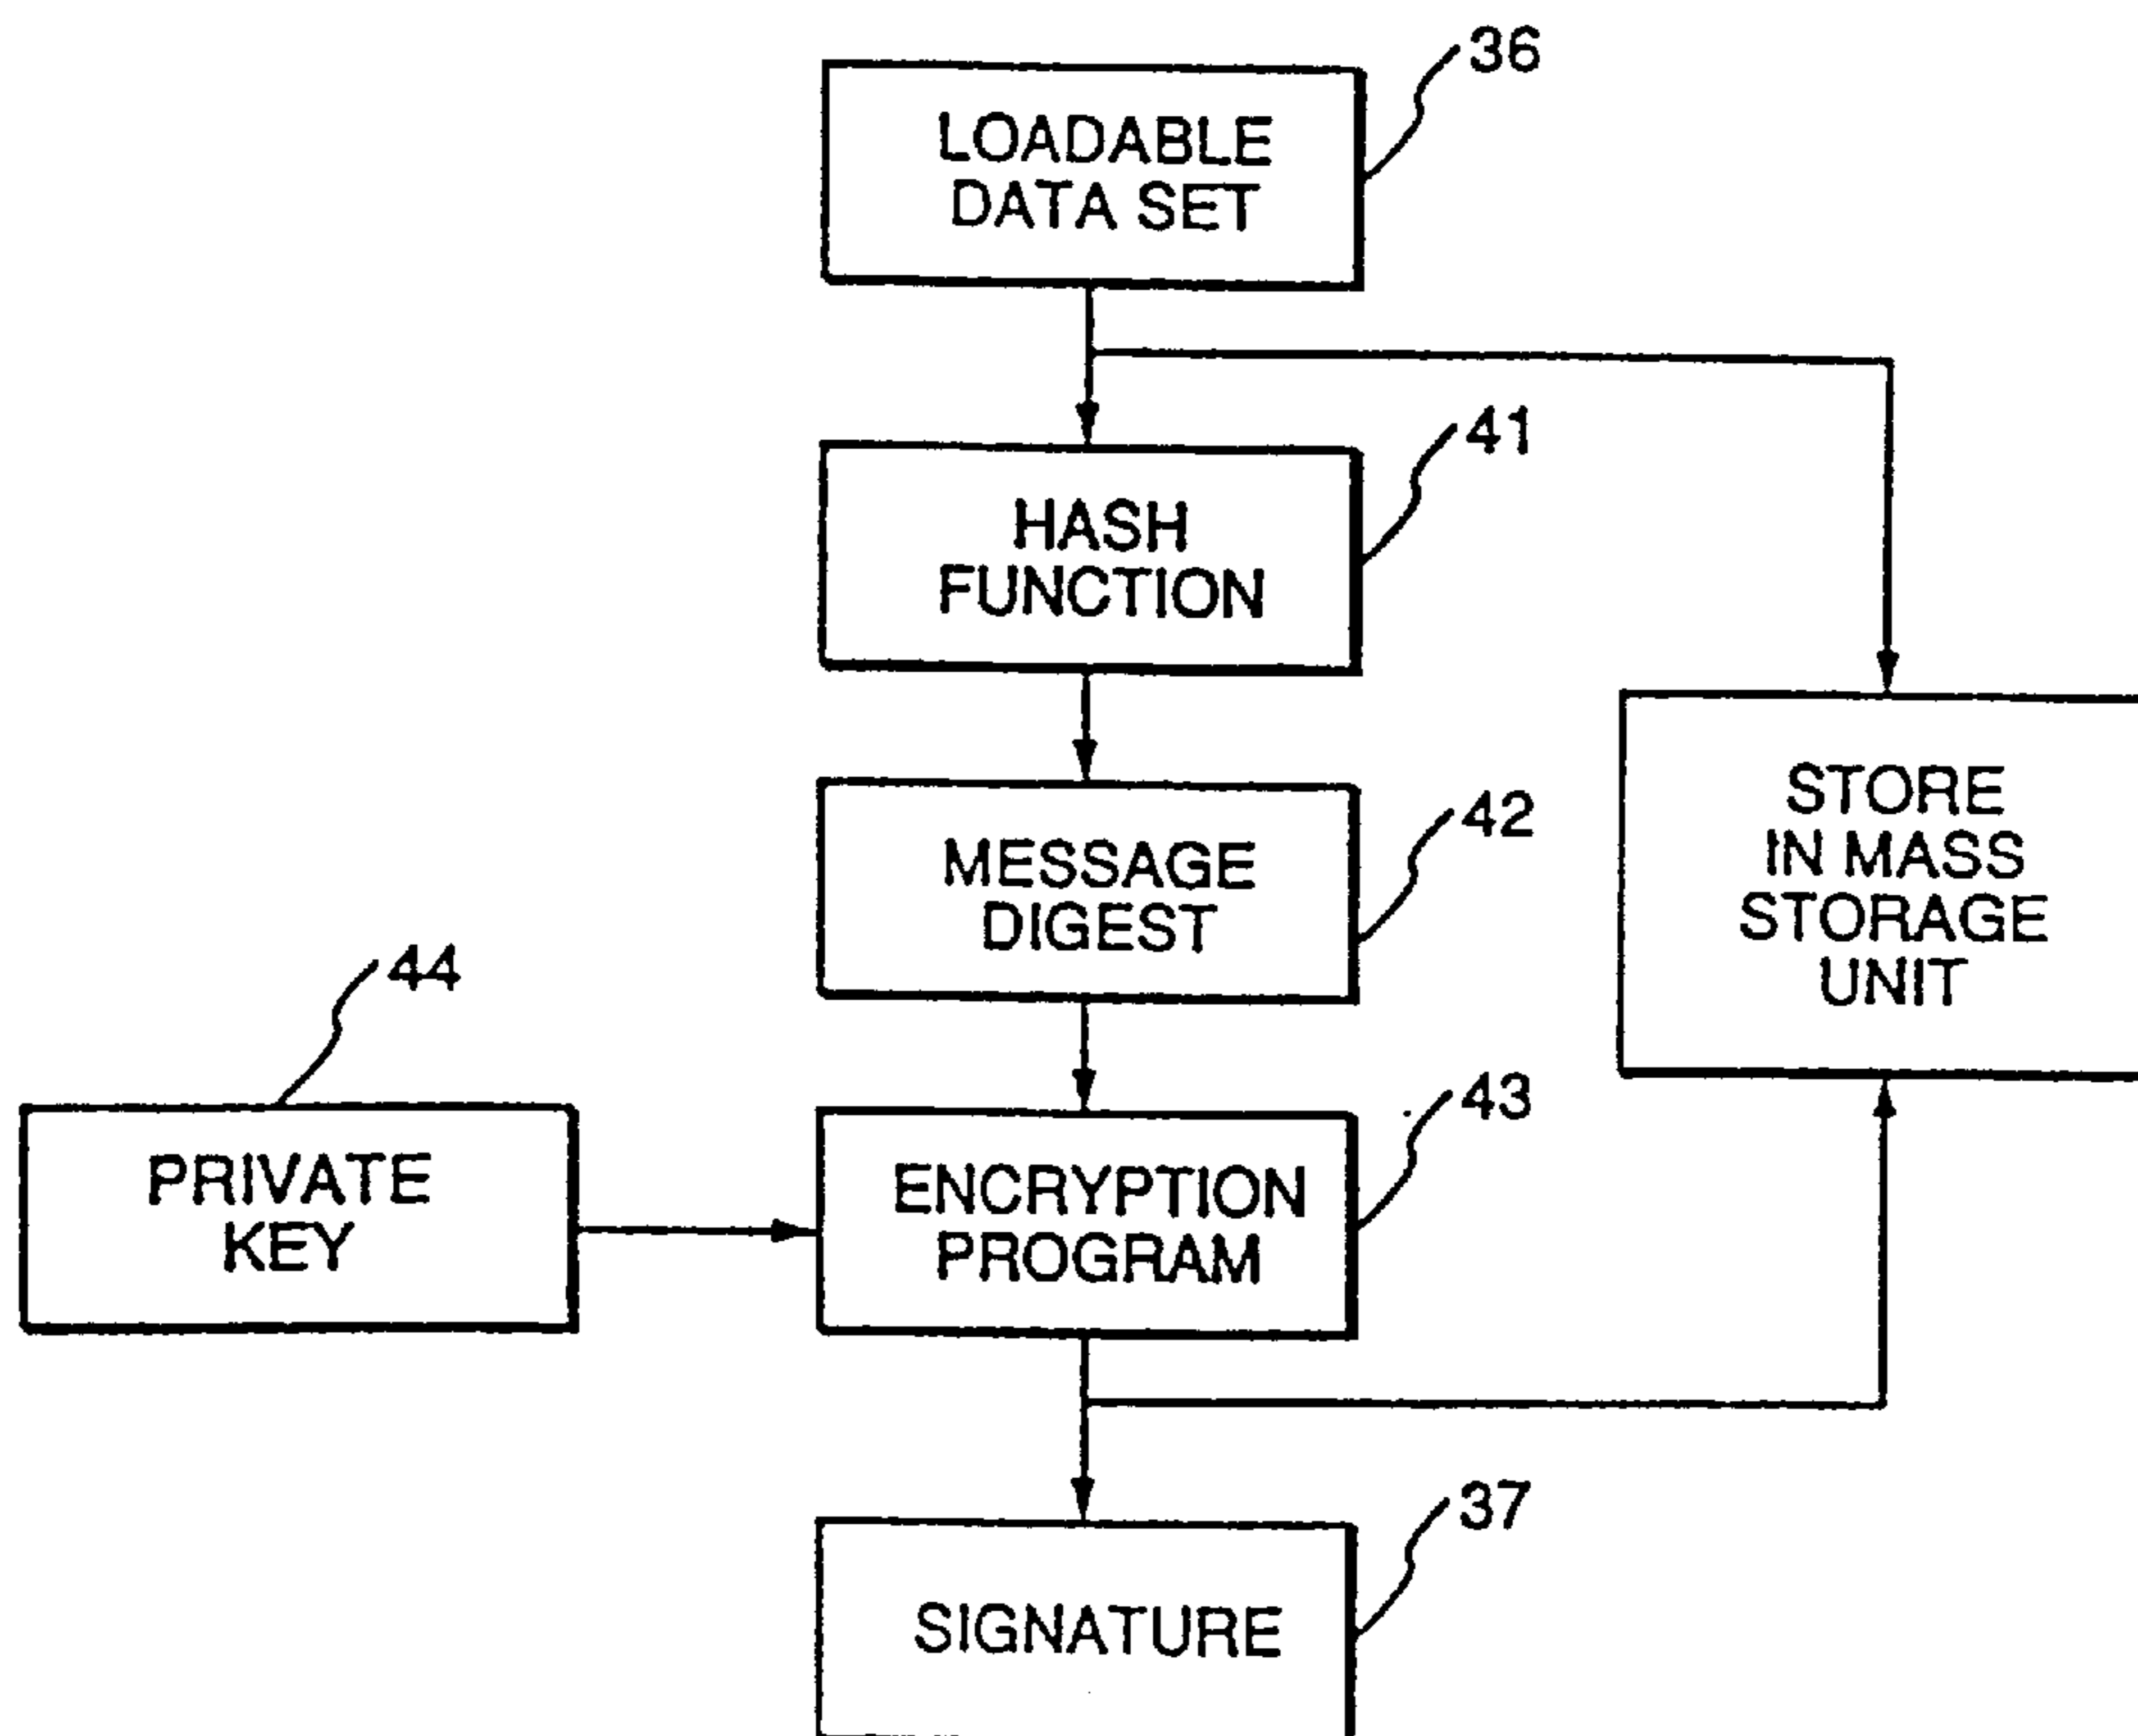 36
LOADABLE
DATA SET
41
HASH
FUNCTION
42
MESSAGE
DIGEST
STORE
IN MASS
STORAGE
UNIT
44
PRIVATE
KEY
43
ENCRYPTION
PROGRAM
37
SIGNATURE